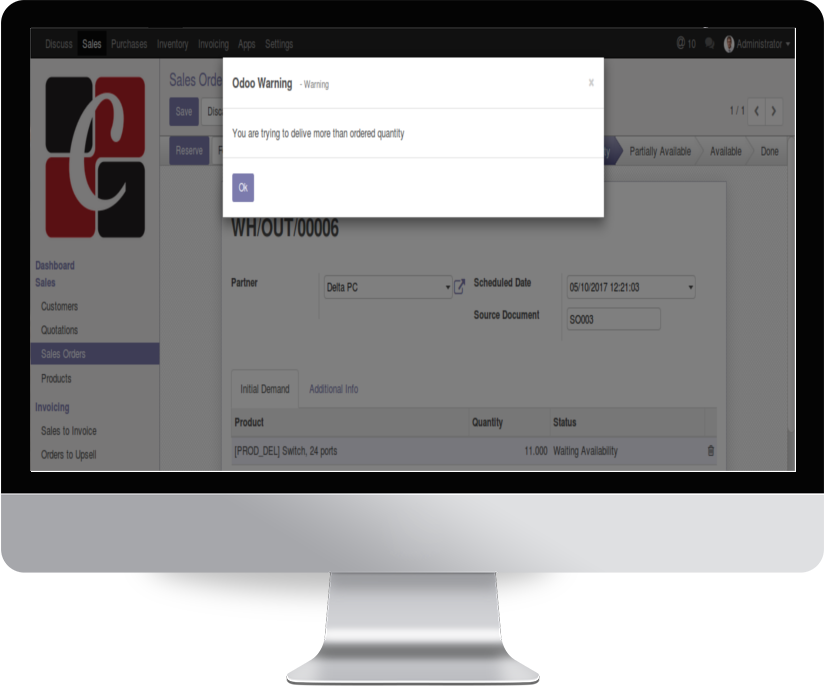 Discuss Sales Purchases Inventory Invoicing Apps Settings @ 10 Administrator
Sales Orde
Save Disc 1 / 1
Odoo Warning - Warning x
You are trying to delive more than ordered quantity
Ok
Reserve F ty Partially Available Available Done
WH/OUT/00006
Partner Delta PC Scheduled Date 05/10/2017 12:21:03
Source Document SO003
Initial Demand Additional Info
Product Quantity Status
[PROD_DEL] Switch, 24 ports 11.000 Waiting Availability
C
Dashboard
Sales
Customers
Quotations
Sales Orders
Products
Invoicing
Sales to Invoice
Orders to Upsell